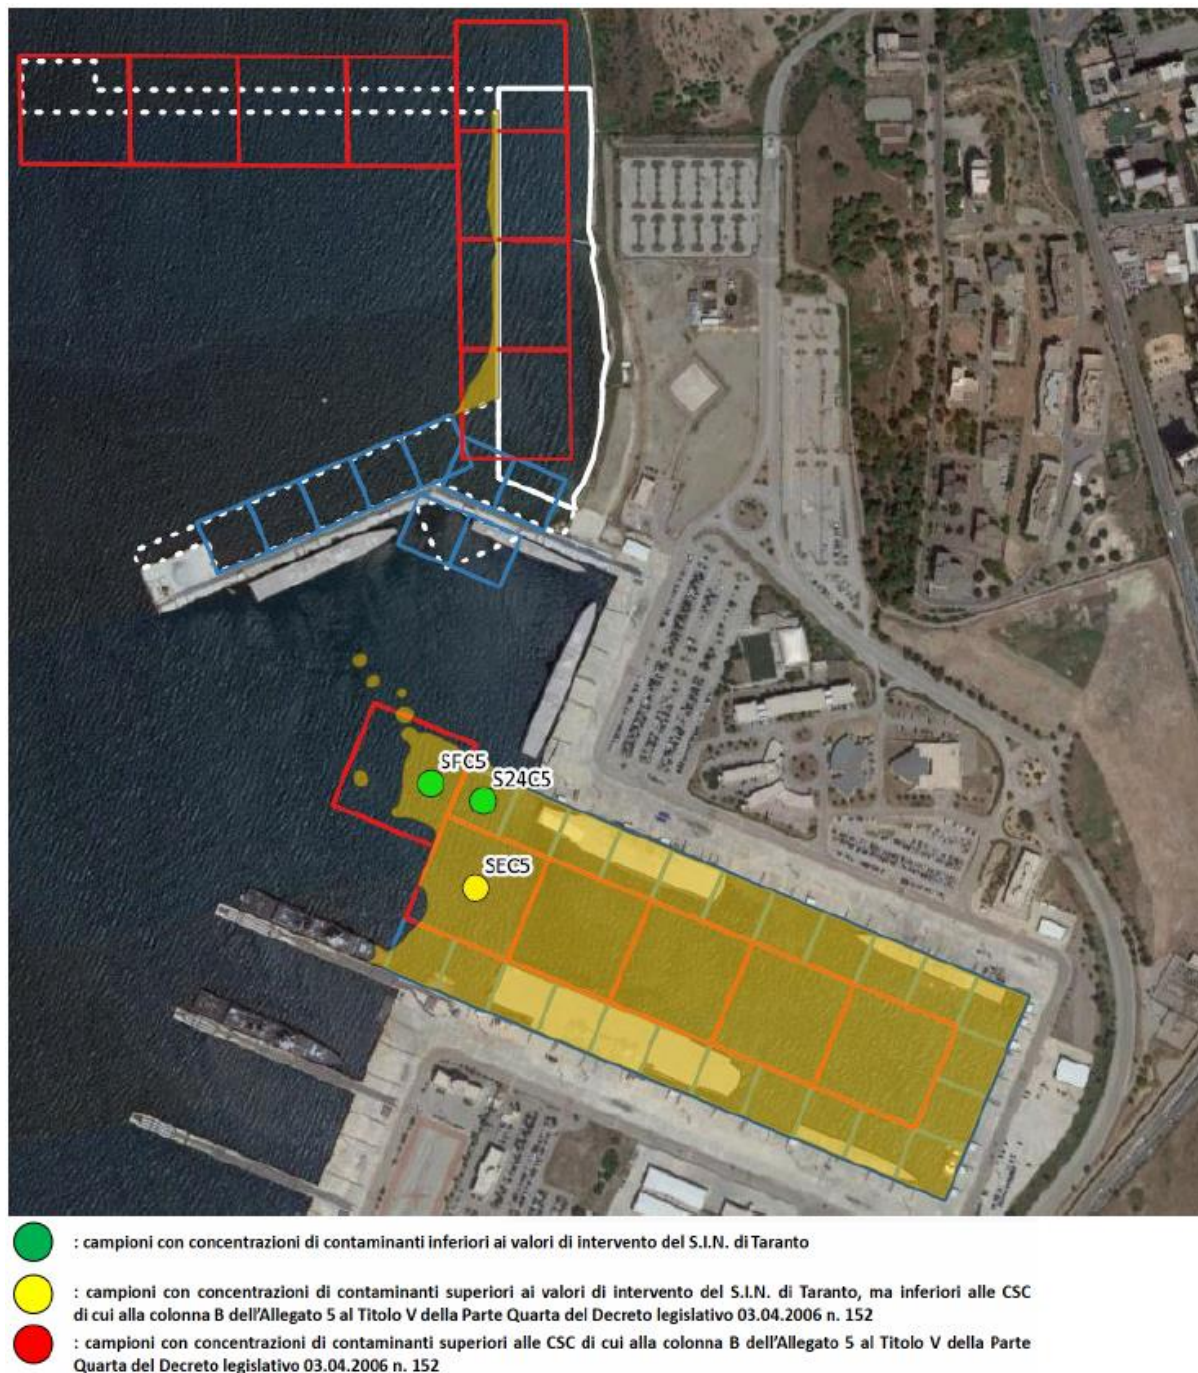 SFC5
S24C5
SEC5
: campioni con concentrazioni di contaminanti inferiori ai valori di intervento del S.I.N. di Taranto
: campioni con concentrazioni di contaminanti superiori ai valori di intervento del S.I.N. di Taranto, ma inferiori alle CSC
di cui alla colonna B dell'Allegato 5 al Titolo V della Parte Quarta del Decreto legislativo 03.04.2006 n. 152
: campioni con concentrazioni di contaminanti superiori alle CSC di cui alla colonna B dell'Allegato 5 al Titolo V della Parte
Quarta del Decreto legislativo 03.04.2006 n. 152